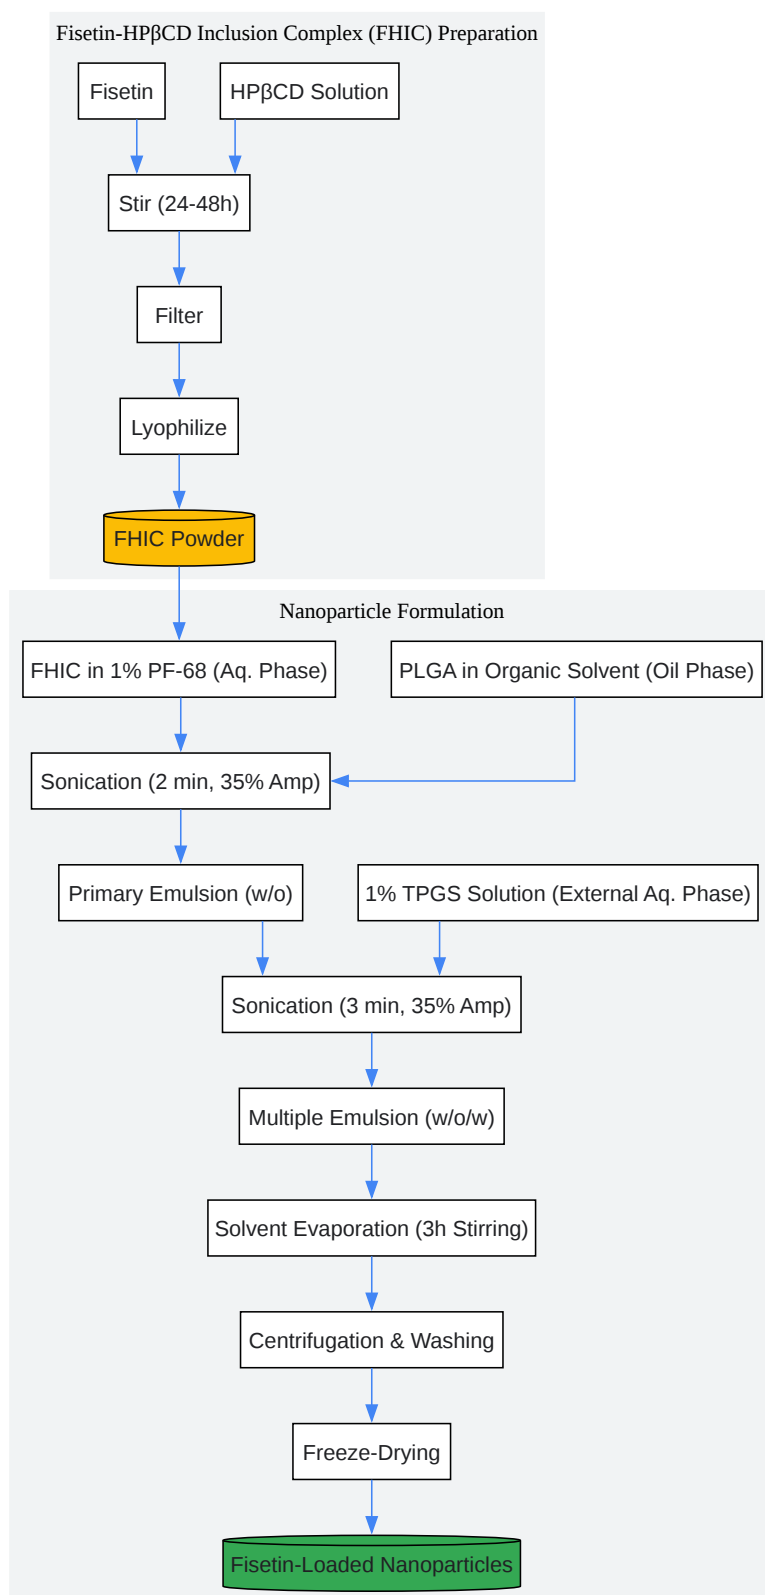 Fisetin-HPβCD Inclusion Complex (FHIC) Preparation
Fisetin
HPβCD Solution
Stir (24-48h)
Filter
Lyophilize
FHIC Powder
Nanoparticle Formulation
FHIC in 1% PF-68 (Aq. Phase)
PLGA in Organic Solvent (Oil Phase)
Sonication (2 min, 35% Amp)
Primary Emulsion (w/o)
1% TPGS Solution (External Aq. Phase)
Sonication (3 min, 35% Amp)
Multiple Emulsion (w/o/w)
Solvent Evaporation (3h Stirring)
Centrifugation & Washing
Freeze-Drying
Fisetin-Loaded Nanoparticles